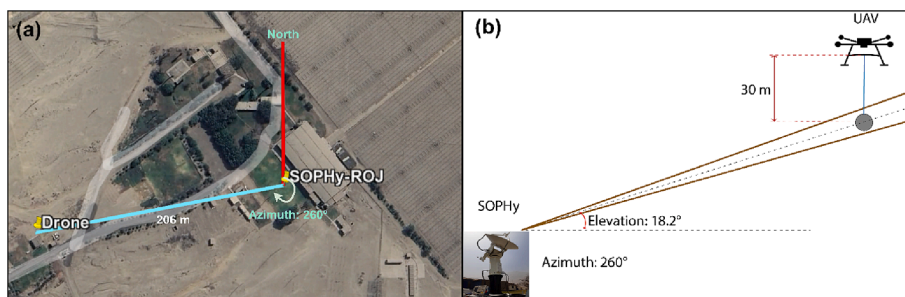 (a)
North
SOPHy-ROJ
Azimuth: 260°
Drone
206 m
(b)
UAV
30 m
SOPHy
Elevation: 18.2°
Azimuth: 260°